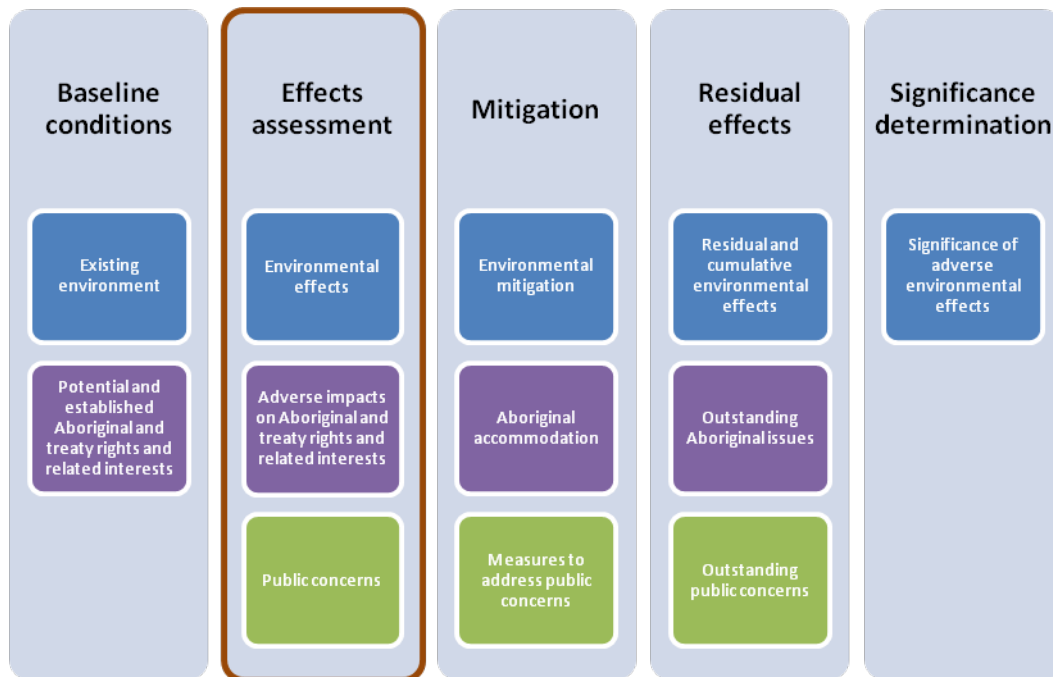 Baseline
conditions
Existing
environment
Potential and
established
Aboriginal and
treaty rights and
related interests
Effects
assessment
Environmental
effects
Adverse impacts
on Aboriginal and
treaty rights and
related interests
Public concerns
Mitigation
Environmental
mitigation
Aboriginal
accommodation
Measures to
address public
concerns
Residual
effects
Residual and
cumulative
environmental
effects
Outstanding
Aboriginal issues
Outstanding
public concerns
Significance
determination
Significance of
adverse
environmental
effects